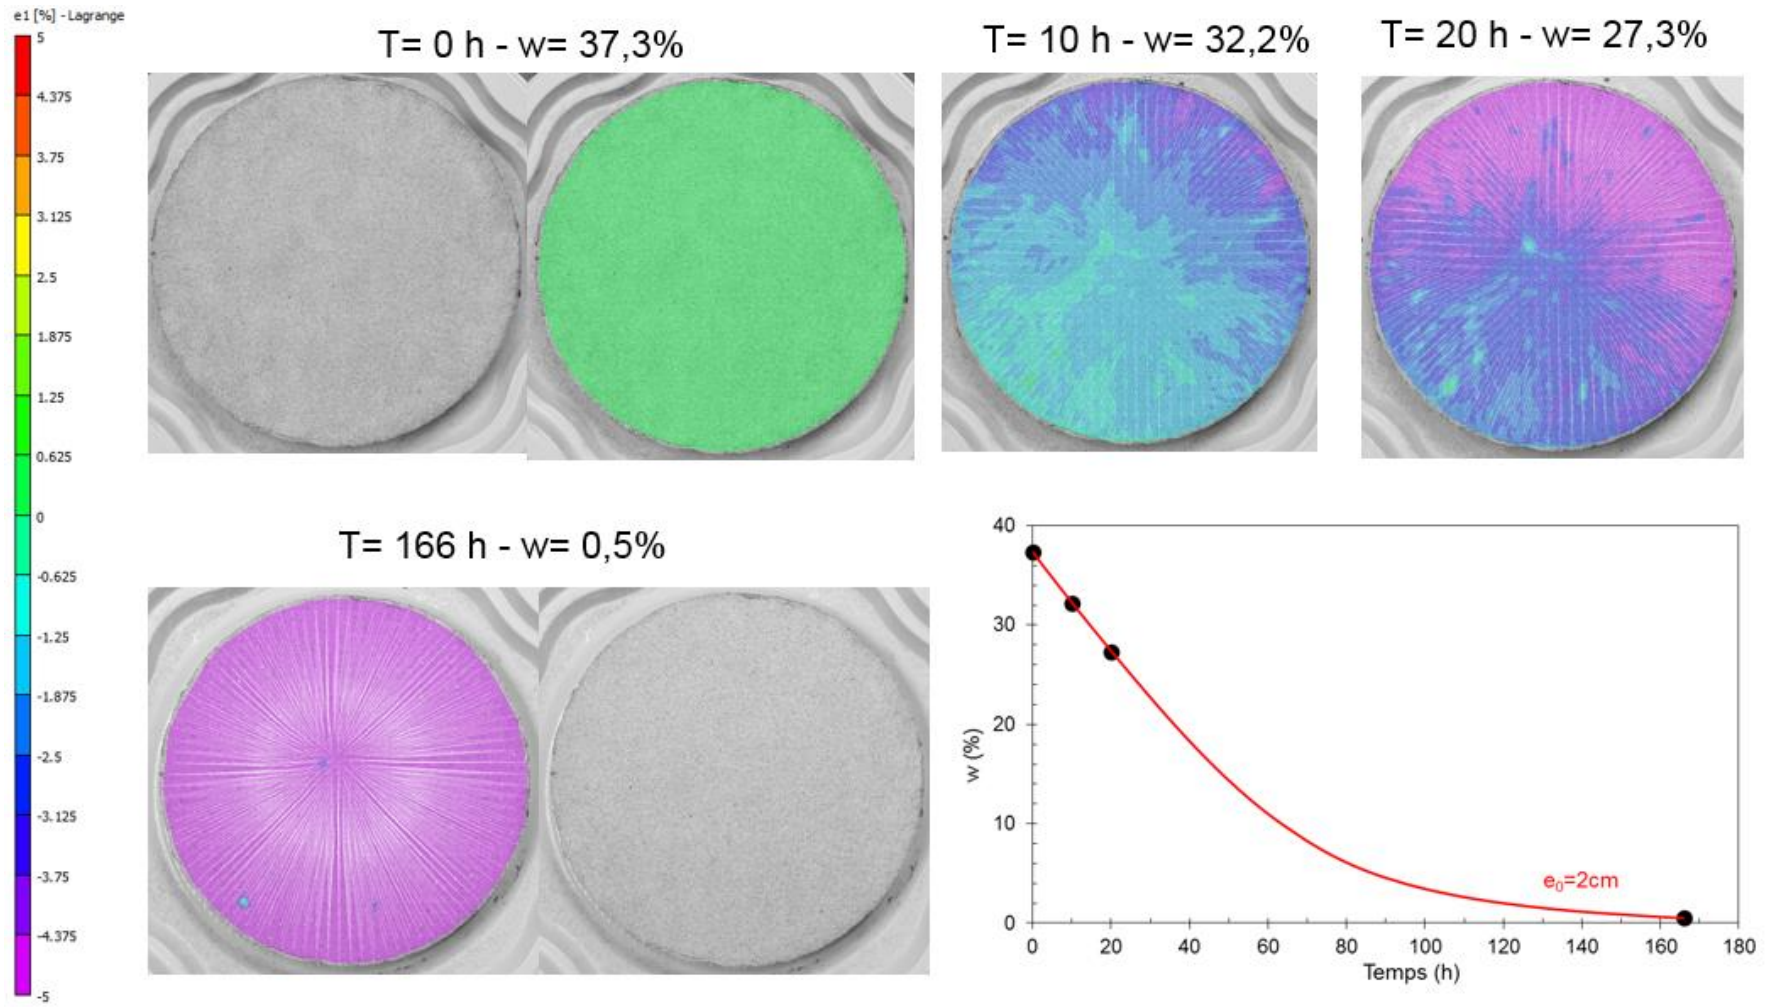 e1 [%] - Lagrange
5
4.375
3.75
3.125
2.5
1.875
1.25
0.625
0
-0.625
-1.25
-1.875
-2.5
-3.125
-3.75
-4.375
-5
T= 0 h - w= 37,3%
T= 10 h - w= 32,2%
T= 20 h - w= 27,3%
T= 166 h - w= 0,5%
40
30
20
10
0
w (%)
e₀=2cm
0 20 40 60 80 100 120 140 160 180
Temps (h)